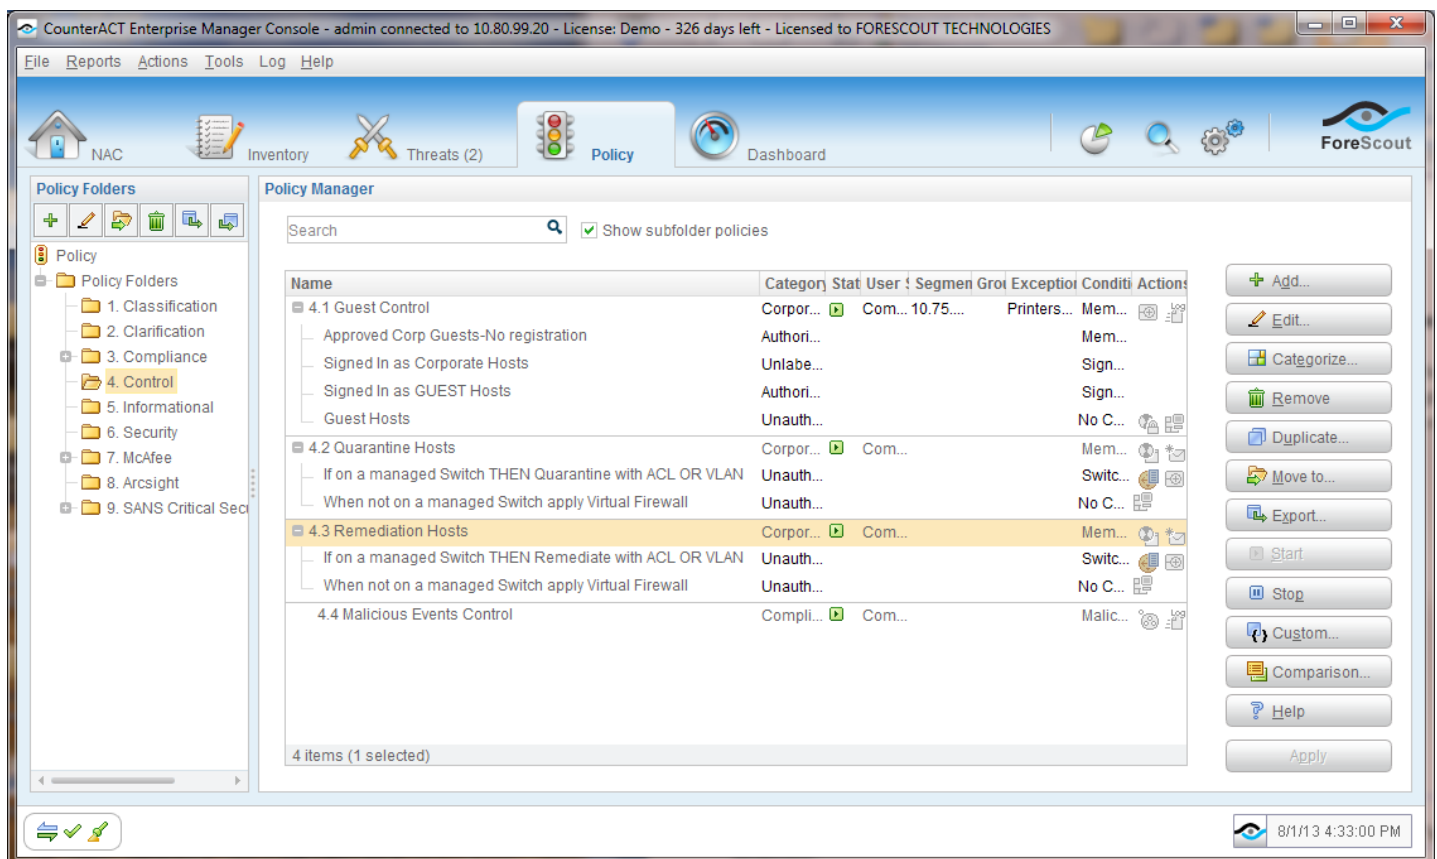 CounterACT Enterprise Manager Console - admin connected to 10.80.99.20 - License: Demo - 326 days left - Licensed to FORESCOUT TECHNOLOGIES
File Reports Actions Tools Log Help
NAC Inventory Threats (2) Policy Dashboard ForeScout
Policy Folders
Policy
Policy Folders
1. Classification
2. Clarification
3. Compliance
4. Control
5. Informational
6. Security
7. McAfee
8. Arcsight
9. SANS Critical Sec
Policy Manager
Search Show subfolder policies
Name Category Stat User S Segmen Grou Exception Conditi Actions
4.1 Guest Control Corpor... Com... 10.75.... Printers... Mem...
Approved Corp Guests-No registration Authori... Mem...
Signed In as Corporate Hosts Unlabe... Sign...
Signed In as GUEST Hosts Authori... Sign...
Guest Hosts Unauth... No C...
4.2 Quarantine Hosts Corpor... Com... Mem...
If on a managed Switch THEN Quarantine with ACL OR VLAN Unauth... Switc...
When not on a managed Switch apply Virtual Firewall Unauth... No C...
4.3 Remediation Hosts Corpor... Com... Mem...
If on a managed Switch THEN Remediate with ACL OR VLAN Unauth... Switc...
When not on a managed Switch apply Virtual Firewall Unauth... No C...
4.4 Malicious Events Control Compli... Com... Malic...
4 items (1 selected)
Add...
Edit...
Categorize...
Remove
Duplicate...
Move to...
Export...
Start
Stop
Custom...
Comparison...
Help
Apply
8/1/13 4:33:00 PM